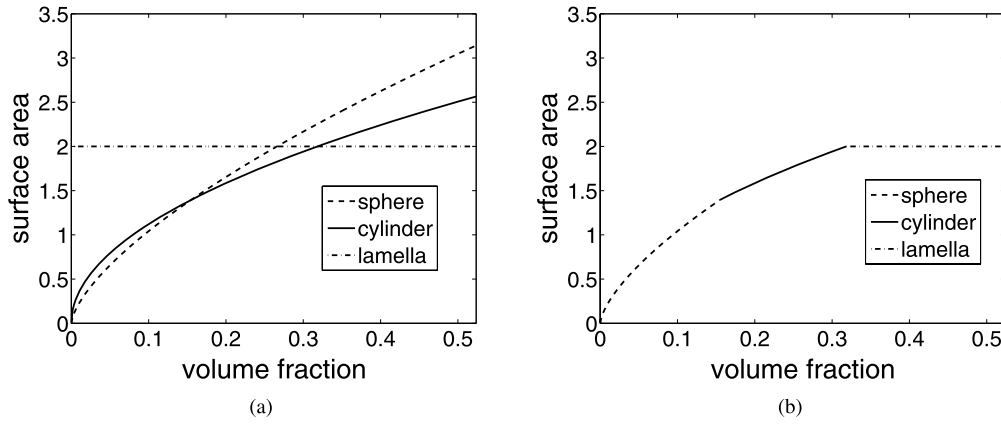 3.5
3
2.5
2
1.5
1
0.5
0
surface area
0 0.1 0.2 0.3 0.4 0.5
volume fraction
sphere
cylinder
lamella
(a)
3.5
3
2.5
2
1.5
1
0.5
0
surface area
0 0.1 0.2 0.3 0.4 0.5
volume fraction
sphere
cylinder
lamella
(b)